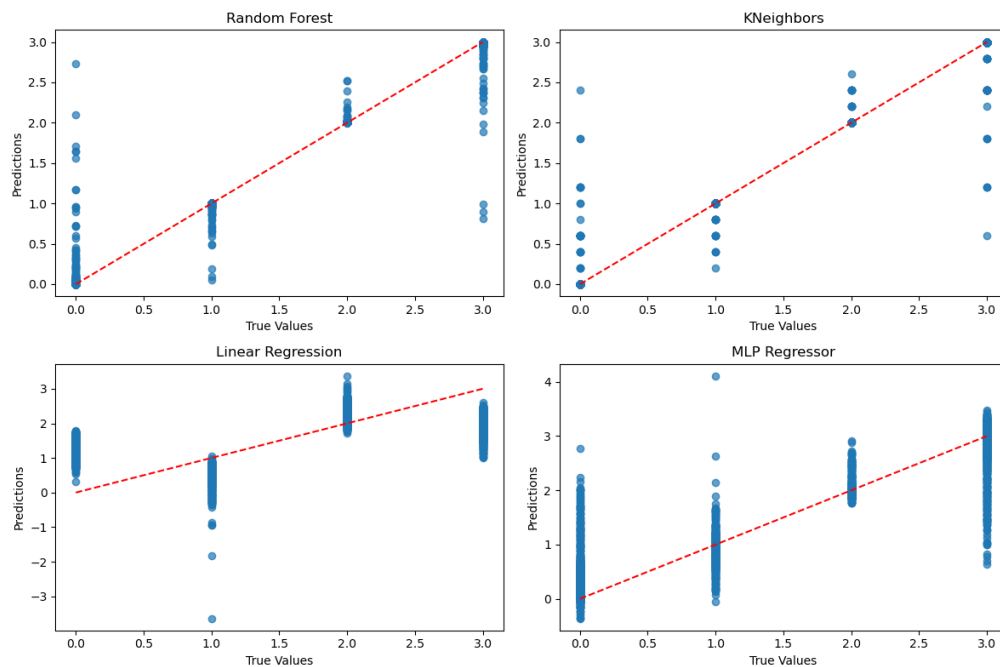 Random Forest
3.0
2.5
2.0
1.5
1.0
0.5
0.0
Predictions
0.0 0.5 1.0 1.5 2.0 2.5 3.0
True Values
KNeighbors
3.0
2.5
2.0
1.5
1.0
0.5
0.0
Predictions
0.0 0.5 1.0 1.5 2.0 2.5 3.0
True Values
Linear Regression
3
2
1
0
−1
−2
−3
Predictions
0.0 0.5 1.0 1.5 2.0 2.5 3.0
True Values
MLP Regressor
4
3
2
1
0
Predictions
0.0 0.5 1.0 1.5 2.0 2.5 3.0
True Values